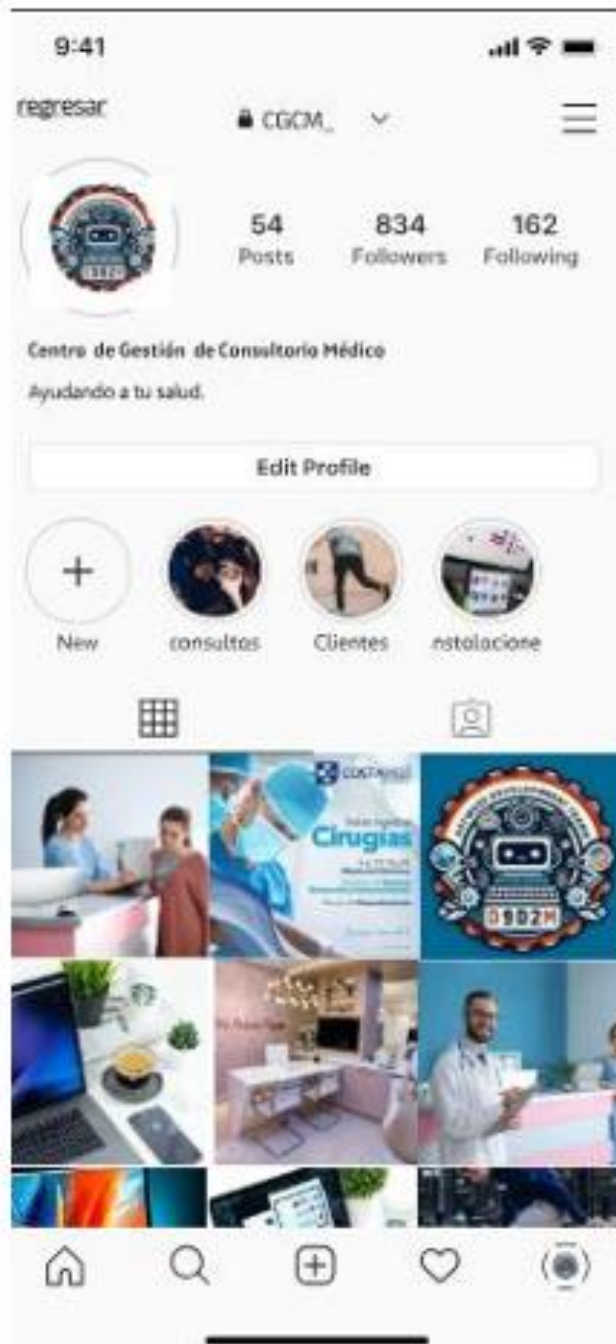 9:41
regresar
CGCM_
54 834 162
Posts Followers Following
Centro de Gestión de Consultorio Médico
Ayudando a tu salud.
Edit Profile
New consultas Clientes nstalacione
Cirugías
D9D2M